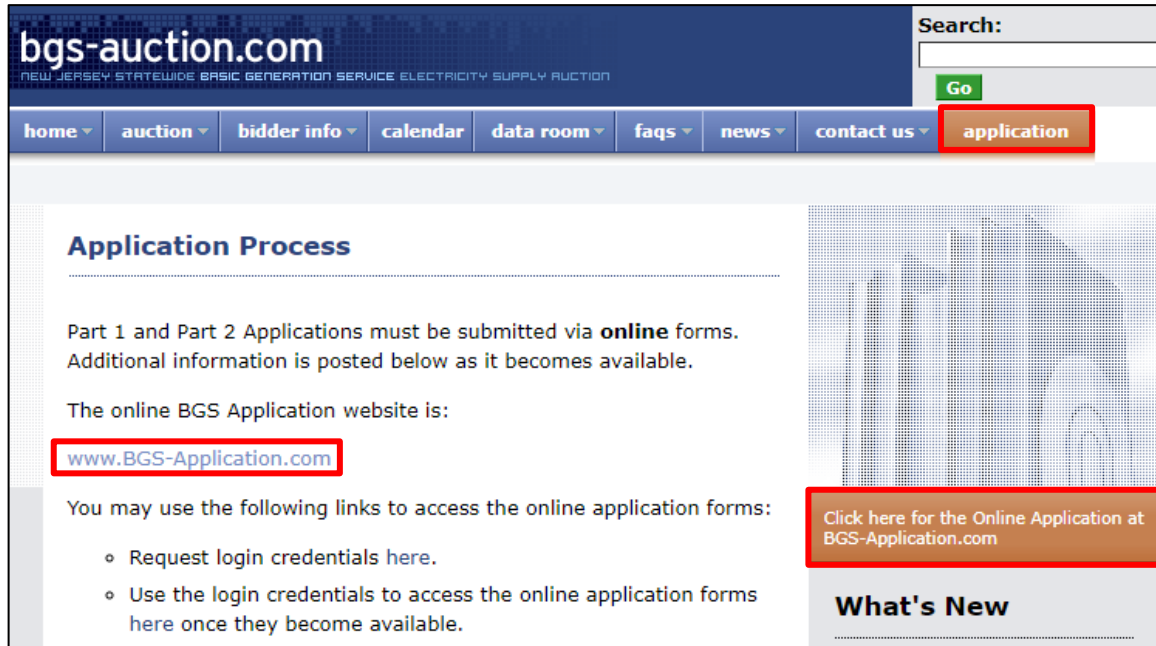 bgs-auction.com
NEW JERSEY STATEWIDE BASIC GENERATION SERVICE ELECTRICITY SUPPLY AUCTION
Search:
Go
home
auction
bidder info
calendar
data room
faqs
news
contact us
application
Application Process
Part 1 and Part 2 Applications must be submitted via online forms.
Additional information is posted below as it becomes available.
The online BGS Application website is:
www.BGS-Application.com
You may use the following links to access the online application forms:
Request login credentials here.
Use the login credentials to access the online application forms
here once they become available.
Click here for the Online Application at
BGS-Application.com
What's New